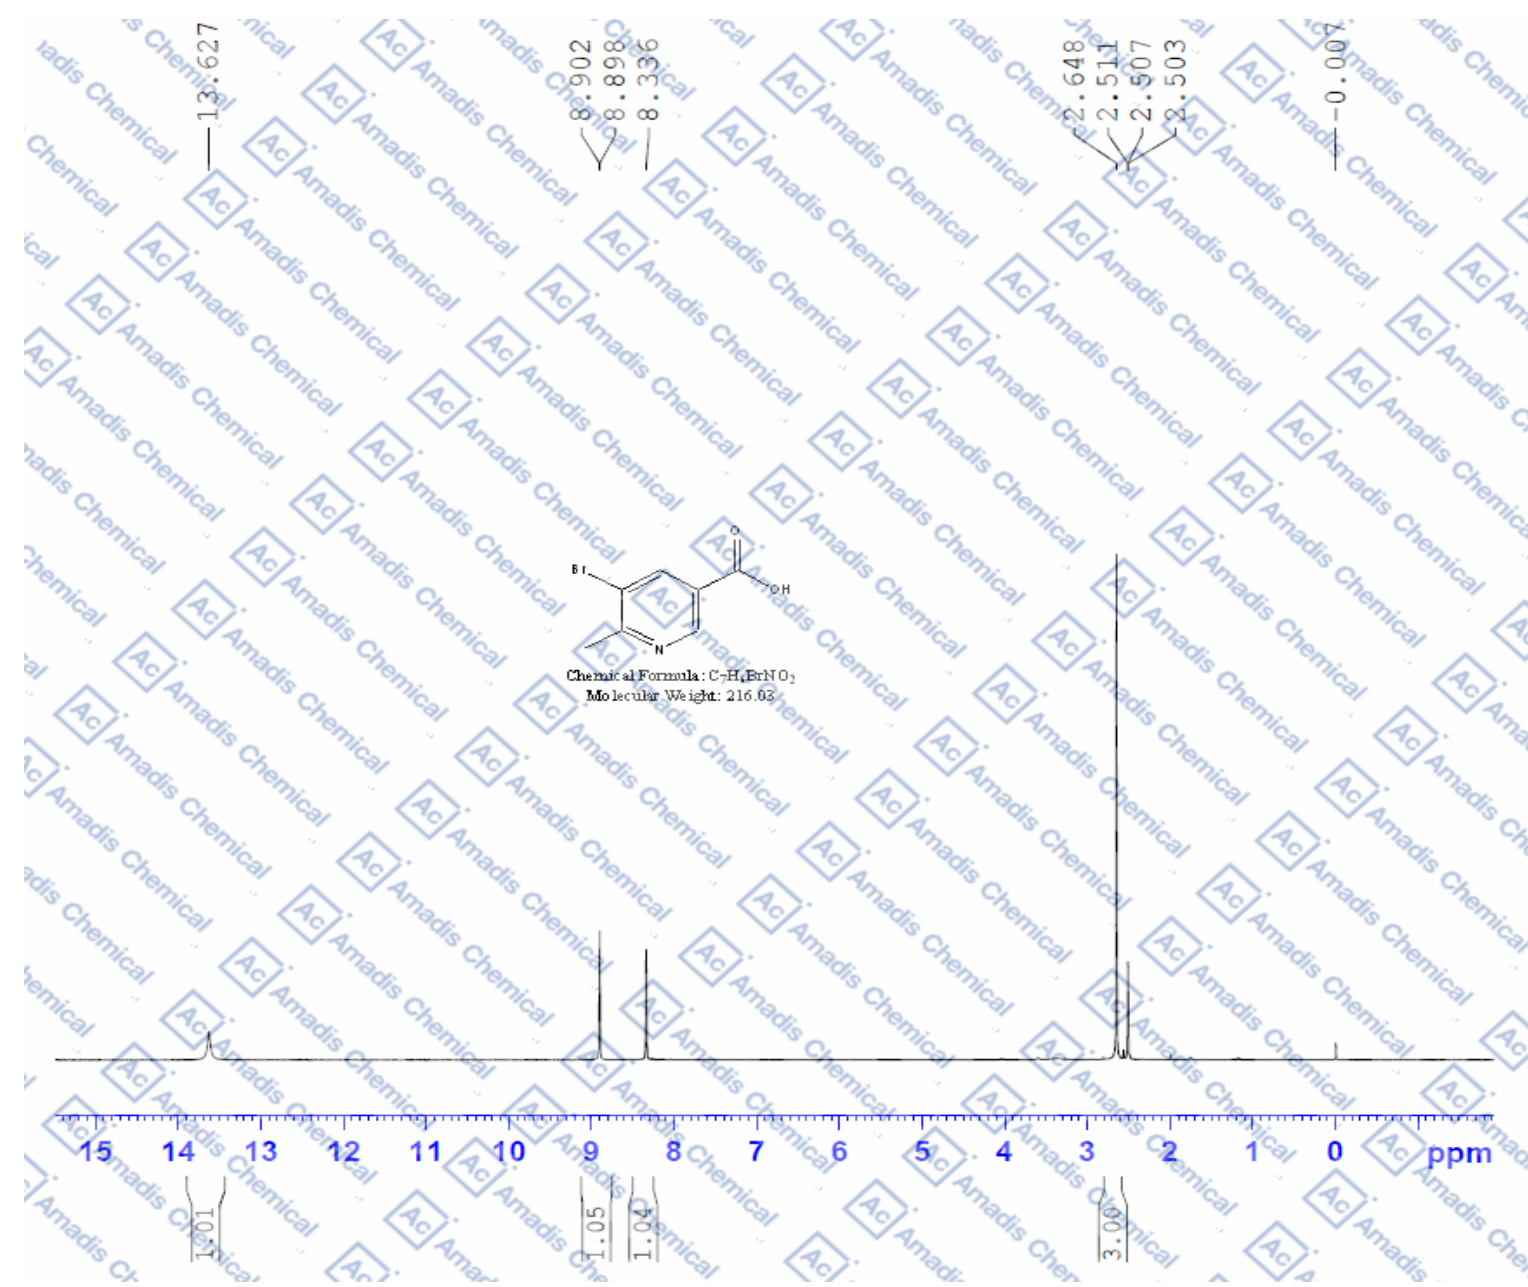 13.627
8.902
8.898
8.336
2.648
2.511
2.507
2.503
-0.007
Br
O
OH
N
Chemical Formula: C₇H₆BrNO₂
Molecular Weight: 216.03
15 14 13 12 11 10 9 8 7 6 5 4 3 2 1 0 ppm
1.01
1.05
1.04
3.00
Ac Amadis Chemical